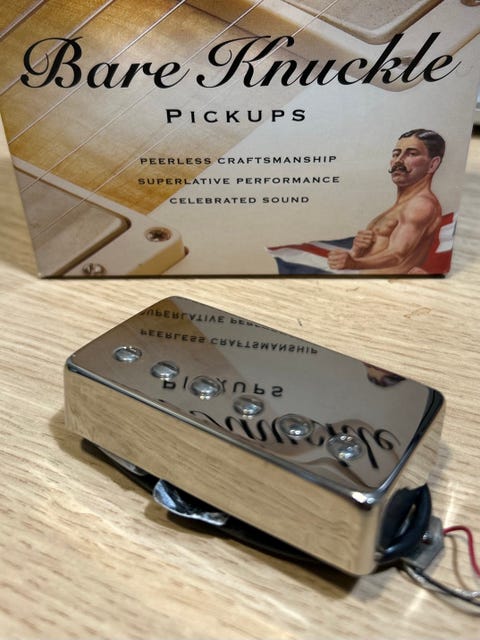 Bare Knuckle
PICKUPS
PEERLESS CRAFTSMANSHIP
SUPERLATIVE PERFORMANCE
CELEBRATED SOUND